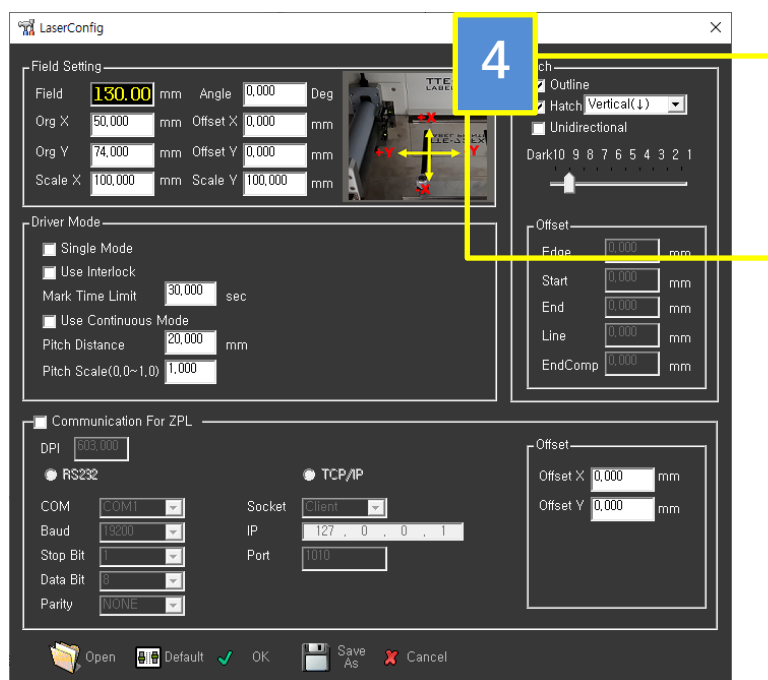 LaserConfig
4
Field Setting
Field 130.00 mm Angle 0,000 Deg
Org X 50,000 mm Offset X 0,000 mm
Org Y 74,000 mm Offset Y 0,000 mm
Scale X 100,000 mm Scale Y 100,000 mm
+X
+Y
-X
Outline
Hatch Vertical(↓)
Unidirectional
Dark10 9 8 7 6 5 4 3 2 1
Offset
Edge 0,000 mm
Start 0,000 mm
End 0,000 mm
Line 0,000 mm
EndComp 0,000 mm
Driver Mode
Single Mode
Use Interlock
Mark Time Limit 30,000 sec
Use Continuous Mode
Pitch Distance 20,000 mm
Pitch Scale(0,0~1,0) 1,000
Communication For ZPL
DPI 603,000
RS232 TCP/IP
COM COM1 Socket Client
Baud 19200 IP 127 . 0 . 0 . 1
Stop Bit 1 Port 1010
Data Bit 8
Parity NONE
Offset
Offset X 0,000 mm
Offset Y 0,000 mm
Open Default OK Save As Cancel